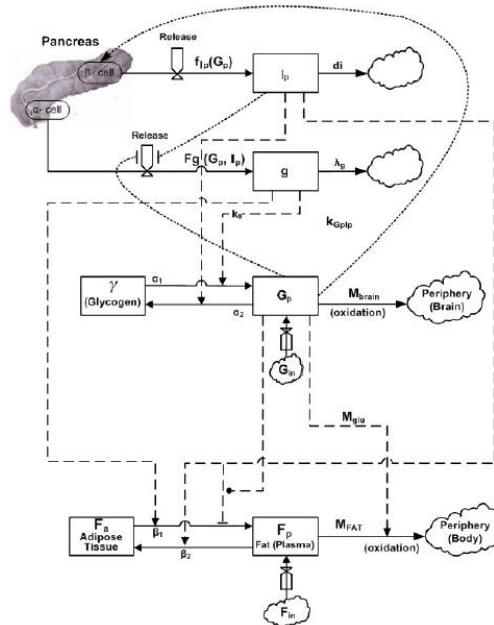 Pancreas
Release
β- cell
f_Ip(G_p)
I_p
di
α- cell
Release
Fg (G_p, I_p)
g
λ_g
k_g
k_GpIp
γ
(Glycogen)
α_1
α_2
G_p
M_brain
(oxidation)
Periphery
(Brain)
G_in
M_glu
F_a
Adipose
Tissue
β_1
β_2
F_p
Fat (Plasma)
M_FAT
(oxidation)
Periphery
(Body)
F_in